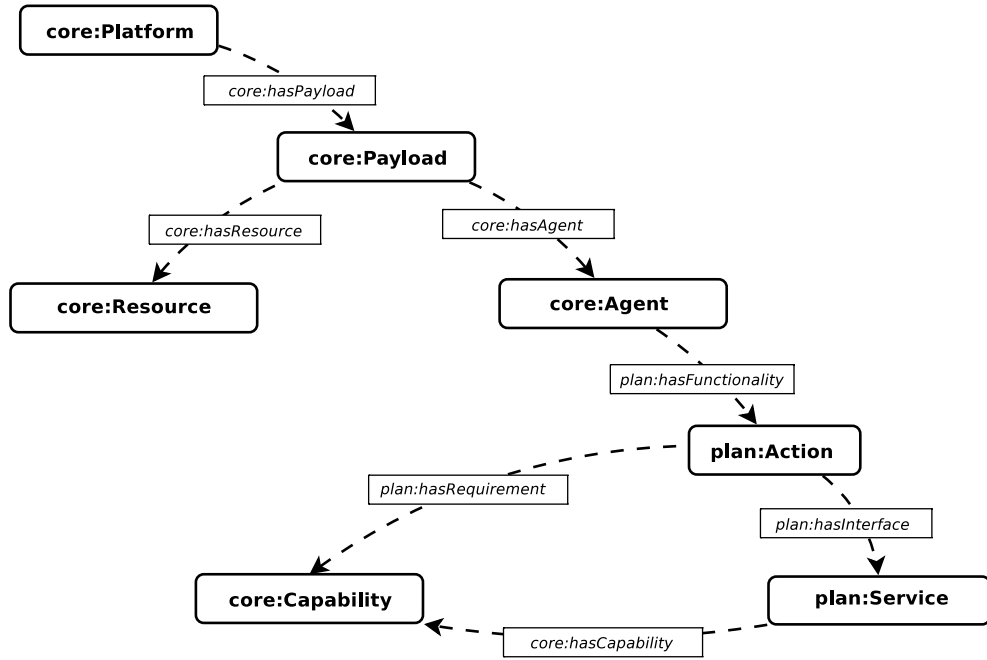 core:Platform
core:hasPayload
core:Payload
core:hasResource
core:hasAgent
core:Resource
core:Agent
plan:hasFunctionality
plan:Action
plan:hasRequirement
plan:hasInterface
core:Capability
plan:Service
core:hasCapability